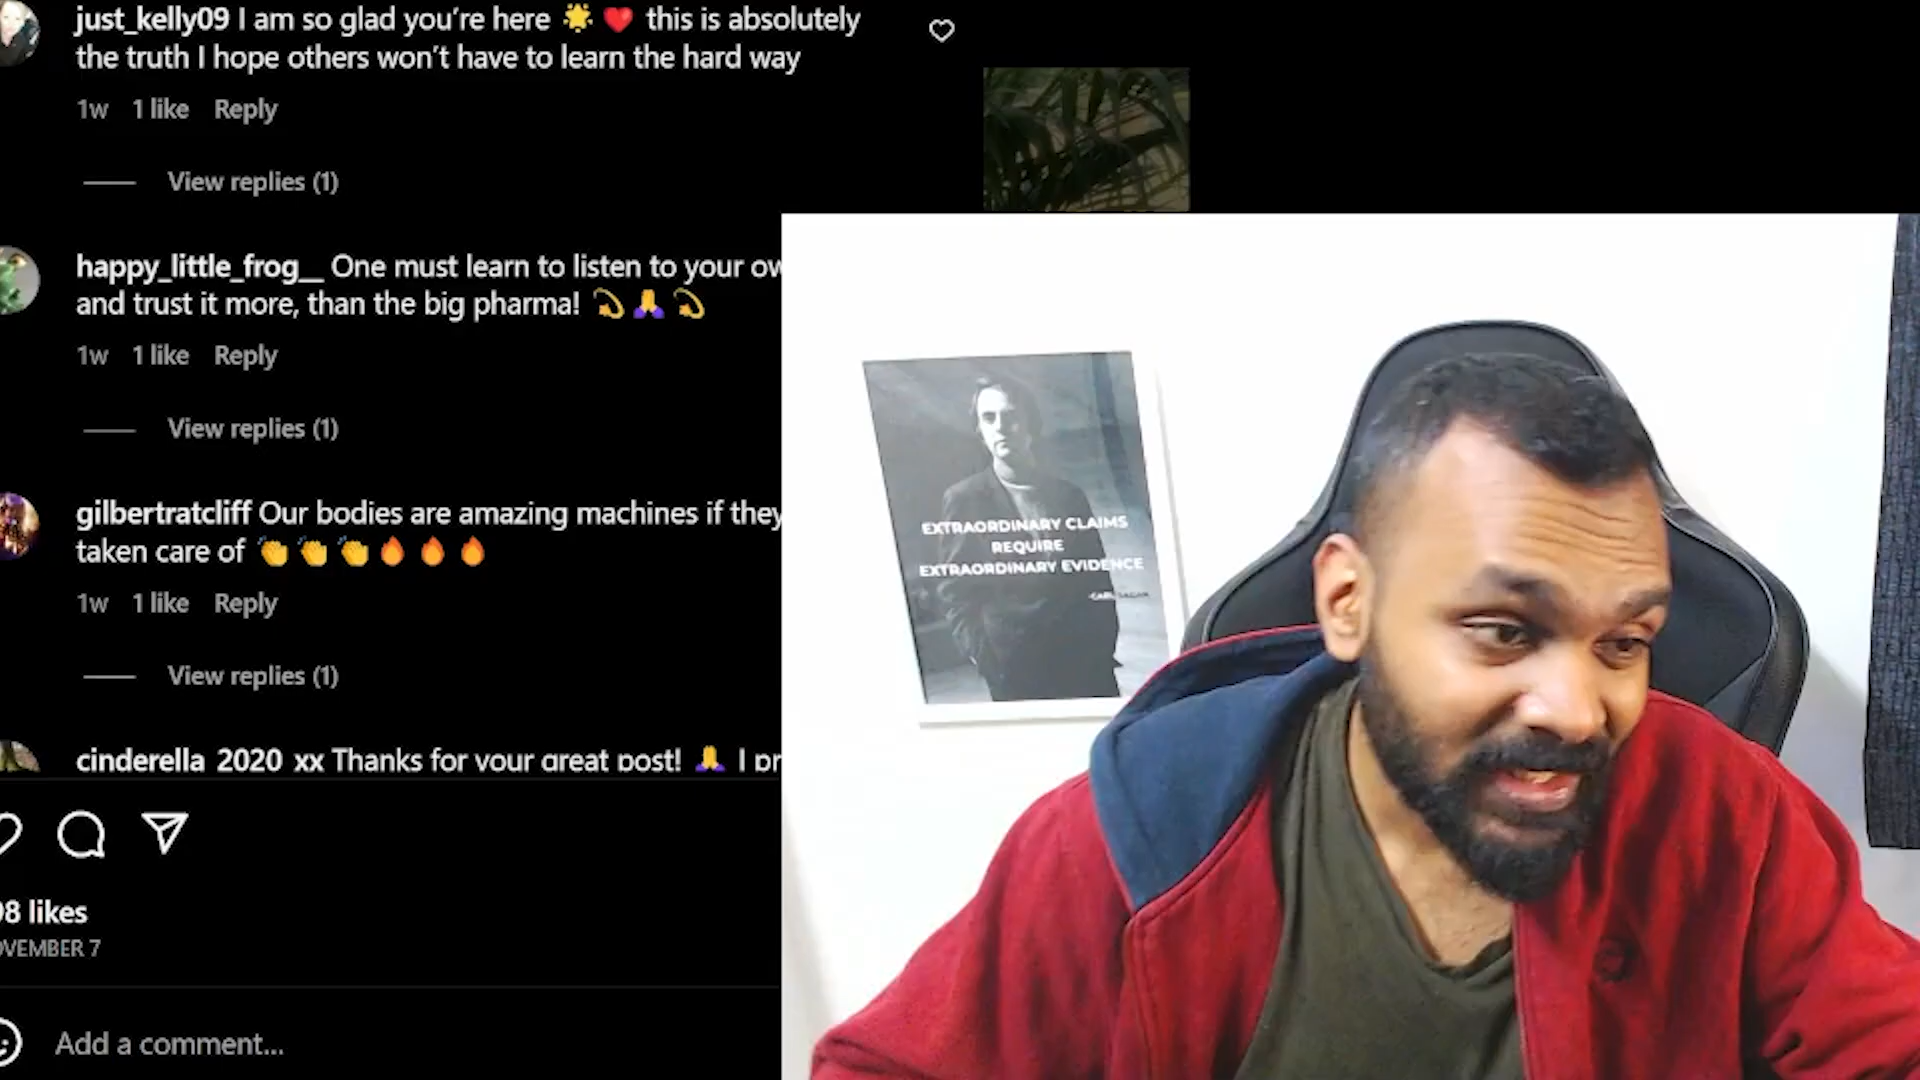 just_kelly09 I am so glad you're here 🌟 ❤️ this is absolutely
the truth I hope others won't have to learn the hard way
1w 1 like Reply
View replies (1)
happy_little_frog__ One must learn to listen to your ow
and trust it more, than the big pharma! 💫 🙏 💫
1w 1 like Reply
View replies (1)
gilbertratcliff Our bodies are amazing machines if they
taken care of 👏 👏 👏 🔥 🔥 🔥
1w 1 like Reply
View replies (1)
cinderella_2020_xx Thanks for your great post! 🙏 I pr
8 likes
VEMBER 7
Add a comment...
EXTRAORDINARY CLAIMS
REQUIRE
EXTRAORDINARY EVIDENCE
-CARL SAGAN